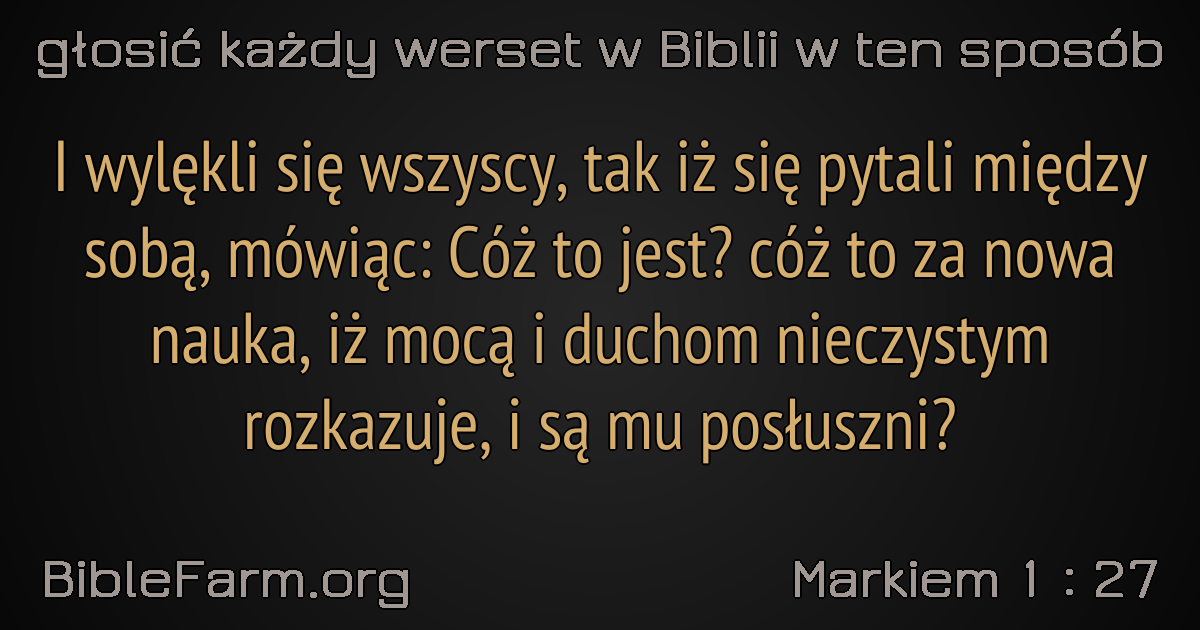 głosić każdy werset w Biblii w ten sposób
I wylękli się wszyscy, tak iż się pytali między
sobą, mówiąc: Cóż to jest? cóż to za nowa
nauka, iż mocą i duchom nieczystym
rozkazuje, i są mu posłuszni?
BibleFarm.org
Markiem 1 : 27